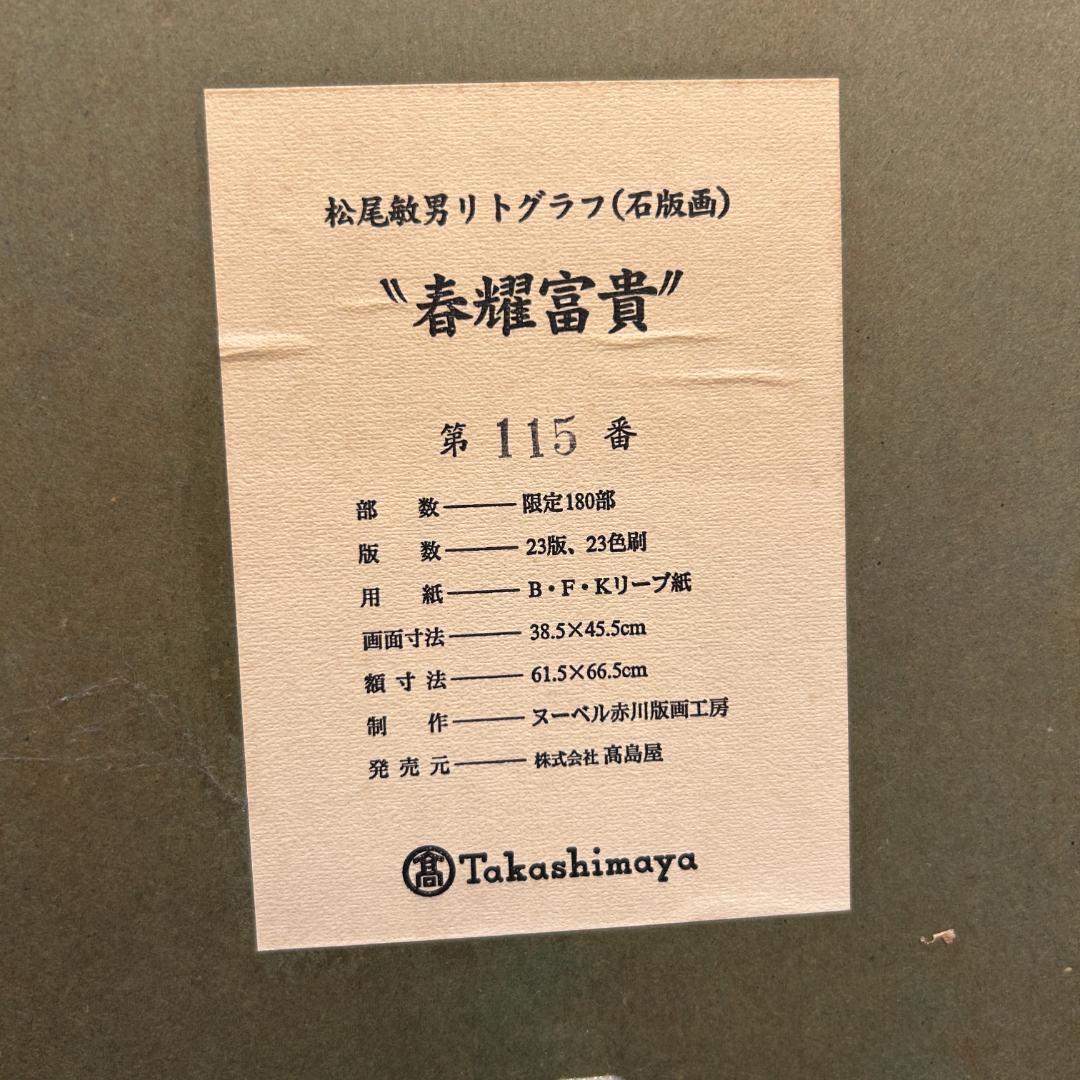 松尾敏男リトグラフ(石版画)
〝春耀富貴〟
第 115 番
部 数――限定180部
版 数――23版、23色刷
用 紙――B・F・Kリーブ紙
画面寸法――38.5×45.5cm
額寸法――61.5×66.5cm
制 作――ヌーベル赤川版画工房
発売元――株式会社 髙島屋
髙 Takashimaya